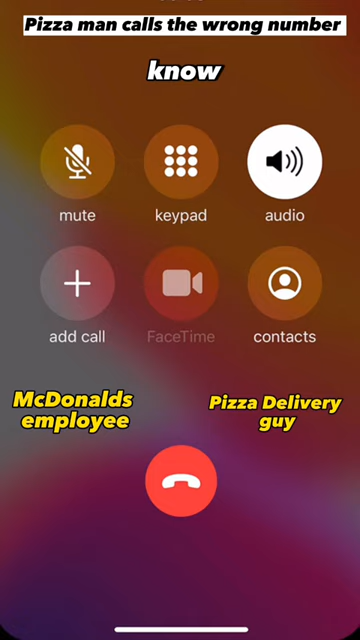 Pizza man calls the wrong number
know
mute keypad audio
add call FaceTime contacts
McDonalds employee
Pizza Delivery guy